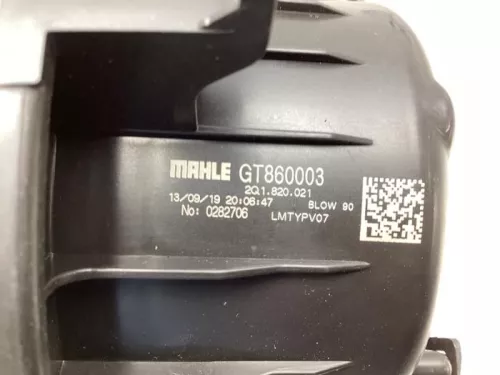 MAHLE GT860003
2Q1.820.021
13/09/19 20:06:47 BLOW 90
No: 0282706 LMTYPV07